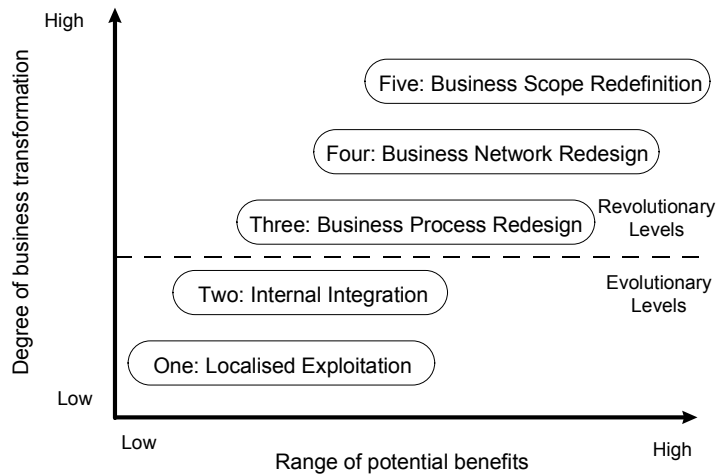 High
Five: Business Scope Redefinition
Four: Business Network Redesign
Three: Business Process Redesign
Revolutionary
Levels
Two: Internal Integration
Evolutionary
Levels
One: Localised Exploitation
Low
Degree of business transformation
Low
High
Range of potential benefits